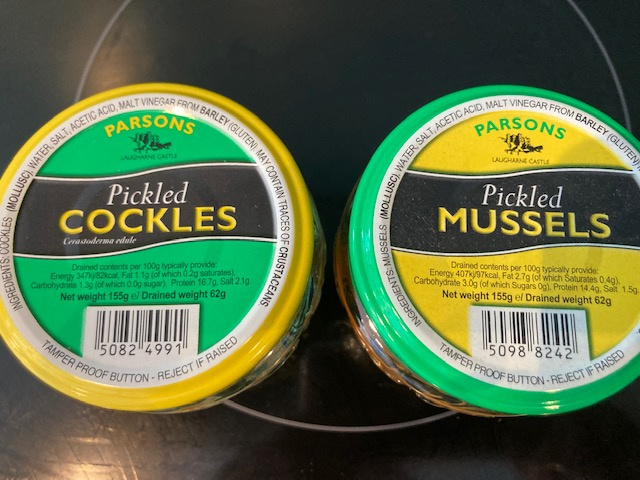 INGREDIENTS: COCKLES (MOLLUSC), WATER, SALT, ACETIC ACID, MALT VINEGAR FROM BARLEY (GLUTEN) MAY CONTAIN TRACES OF CRUSTACEANS
PARSONS
LAUGHARNE CASTLE
Pickled
COCKLES
Cerastoderma edule
Drained contents per 100g typically provide:
Energy 347kj/82kcal, Fat 1.1g (of which 0.2g saturates),
Carbohydrate 1.3g (of which 0.0g sugar). Protein 16.7g, Salt 2.1g
Net weight 155g e/ Drained weight 62g
5082 4991
TAMPER PROOF BUTTON - REJECT IF RAISED
INGREDIENTS: MUSSELS (MOLLUSC), WATER, SALT, ACETIC ACID, MALT VINEGAR FROM BARLEY (GLUTEN)
PARSONS
LAUGHARNE CASTLE
Pickled
MUSSELS
Drained contents per 100g typically provide:
Energy 407kj/97kcal, Fat 2.7g (of which Saturates 0.4g),
Carbohydrate 3.0g (of which Sugars 0g), Protein 14.4g, Salt 1.5g
Net weight 155g e/ Drained weight 62g
5098 8242
TAMPER PROOF BUTTON - REJECT IF RAISED